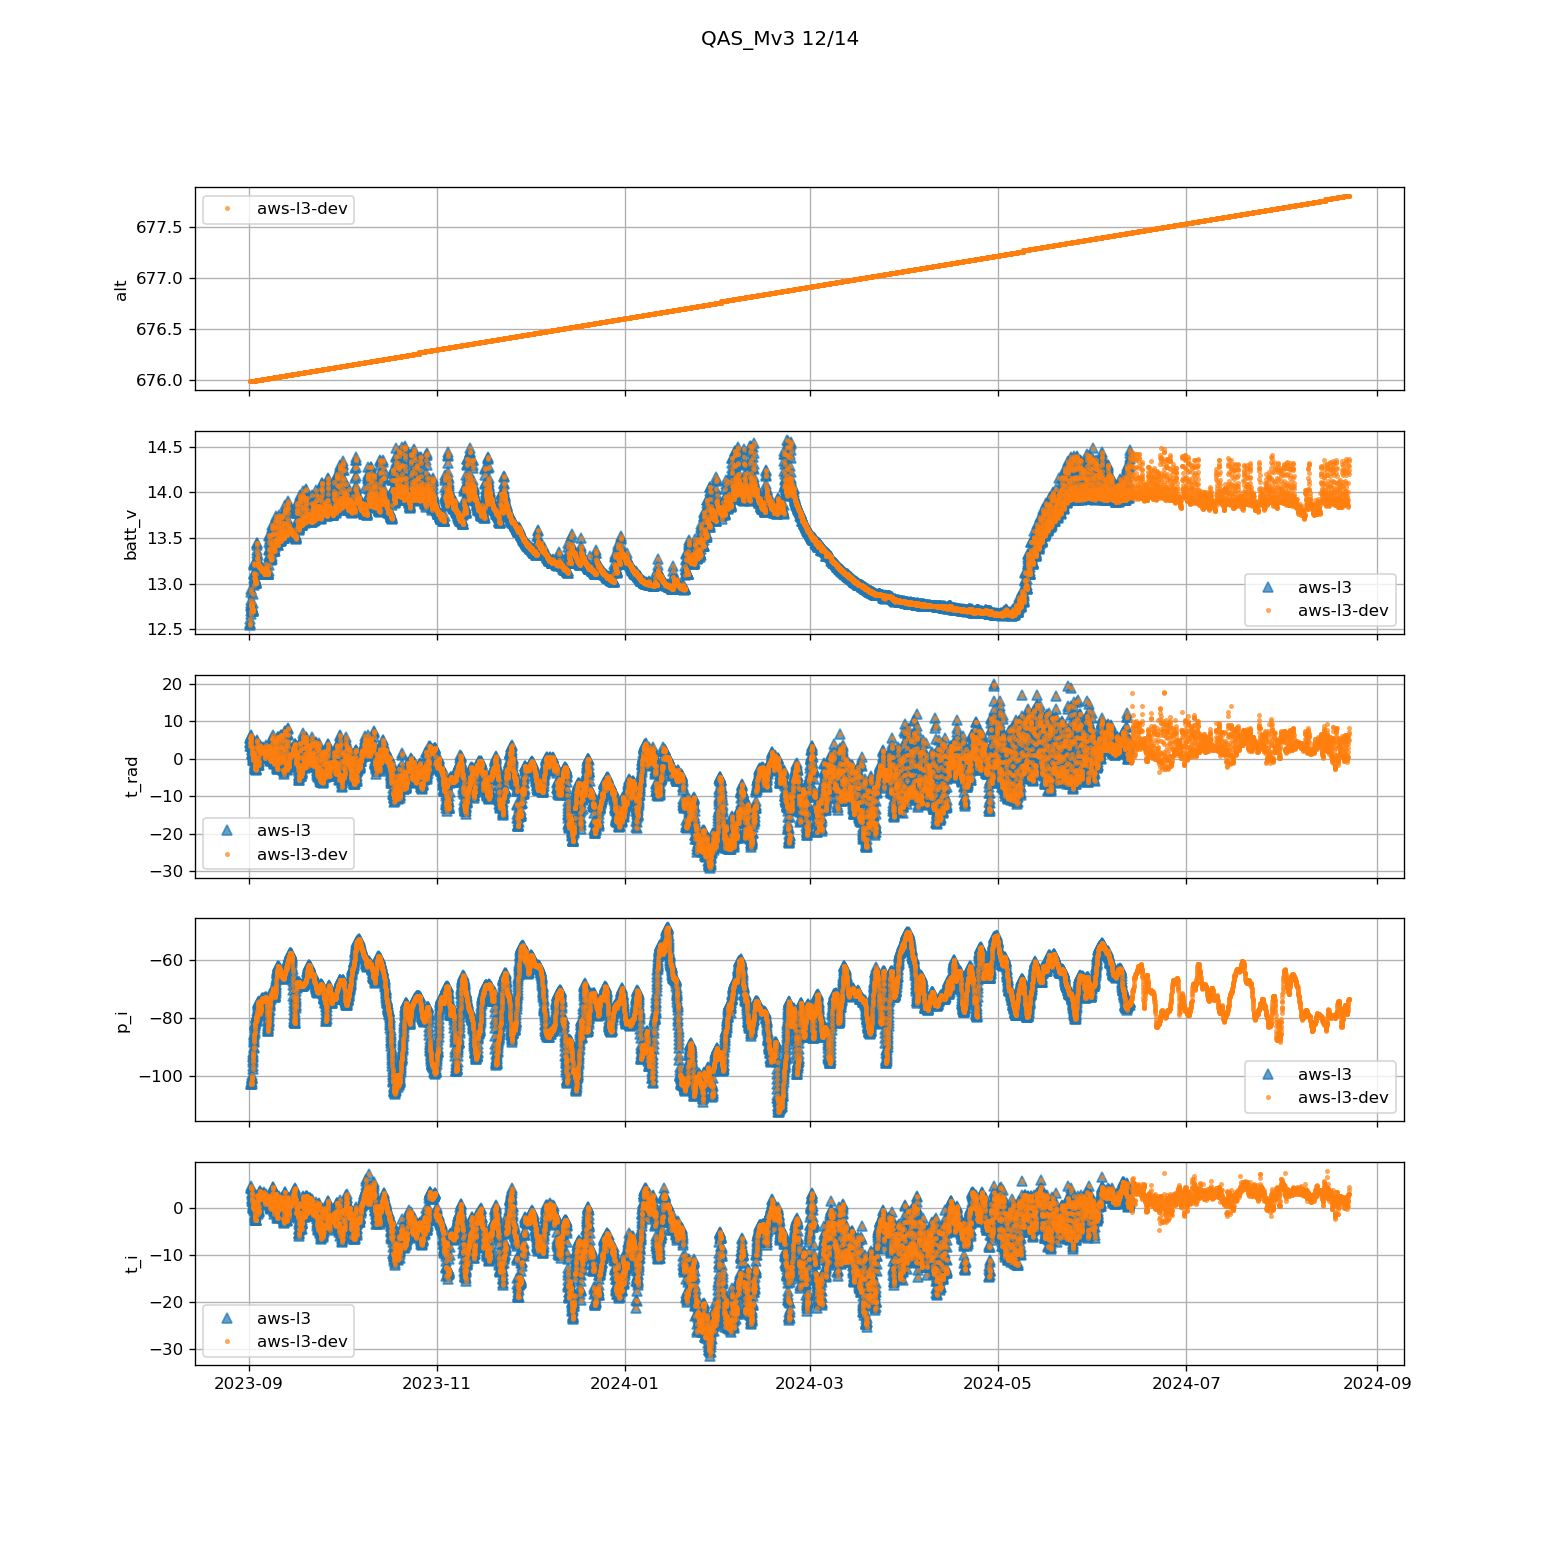 QAS_Mv3 12/14
aws-l3-dev
alt
677.5
677.0
676.5
676.0
batt_v
14.5
14.0
13.5
13.0
12.5
aws-l3
aws-l3-dev
t_rad
20
10
0
−10
−20
−30
aws-l3
aws-l3-dev
p_i
−60
−80
−100
aws-l3
aws-l3-dev
t_i
0
−10
−20
−30
aws-l3
aws-l3-dev
2023-09 2023-11 2024-01 2024-03 2024-05 2024-07 2024-09